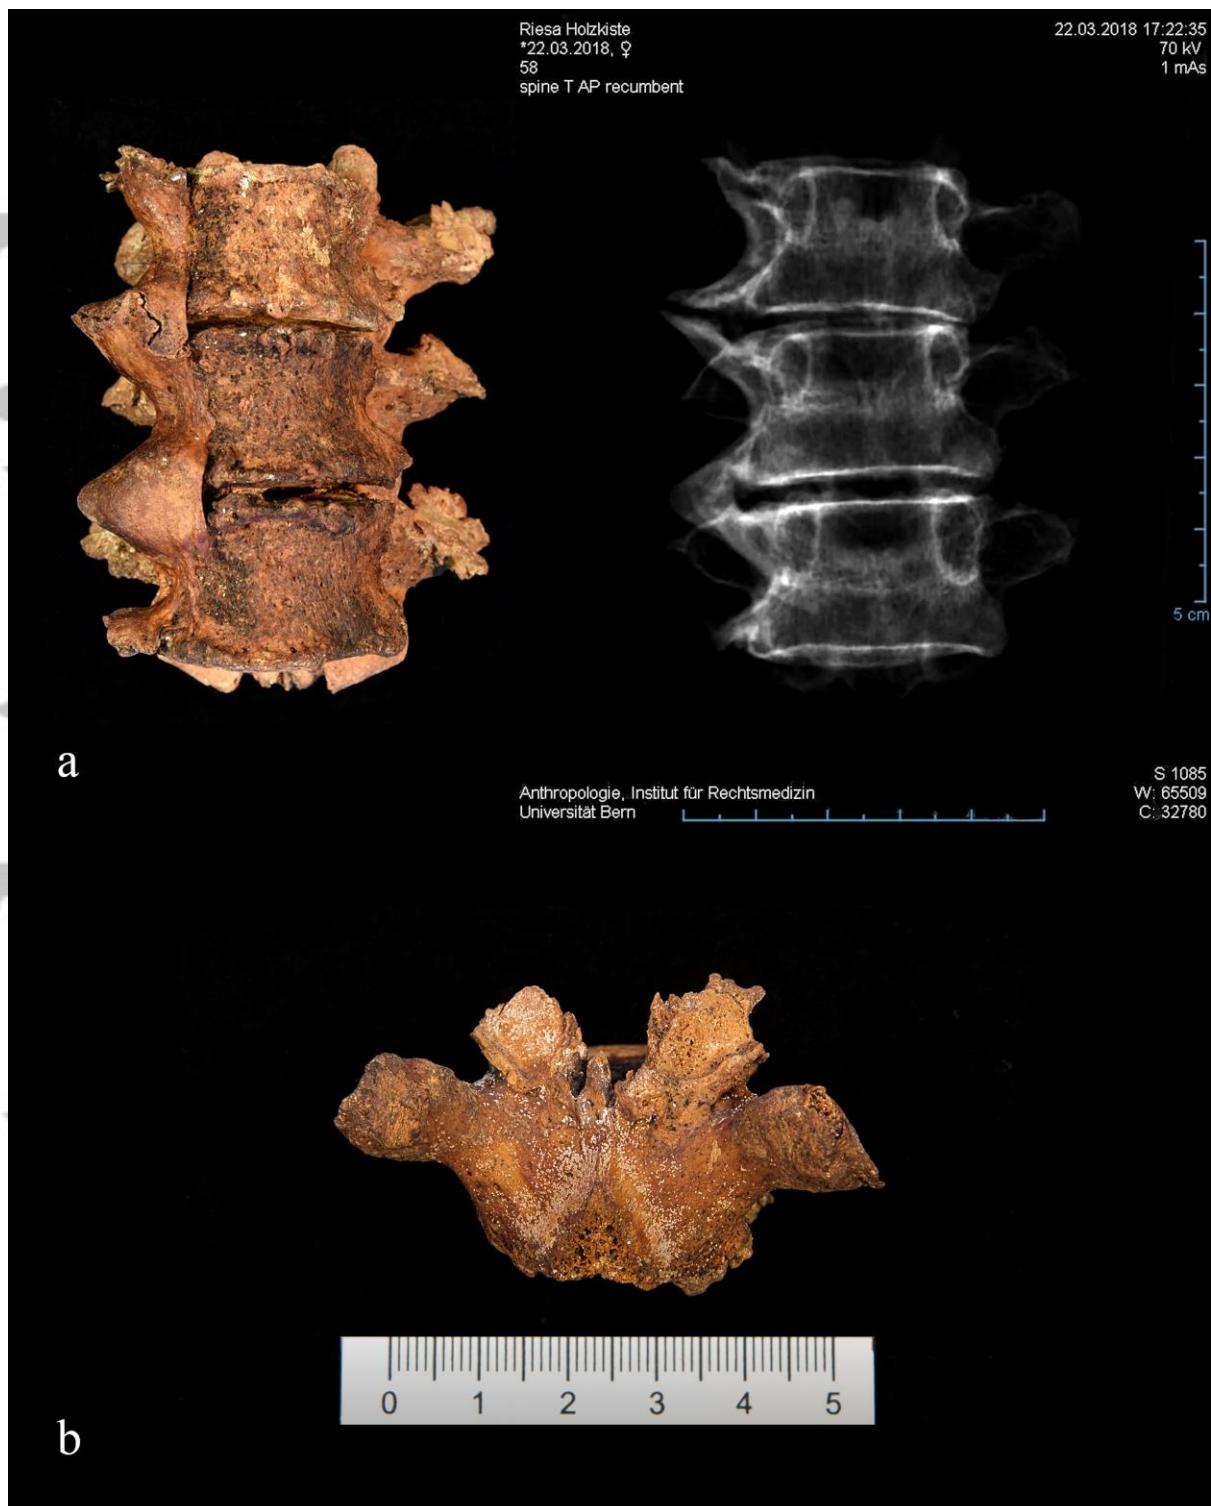 Riesa Holzkiste
*22.03.2018, ♀
58
spine T AP recumbent
22.03.2018 17:22:35
70 kV
1 mAs
5 cm
a
Anthropologie, Institut für Rechtsmedizin
Universität Bern
S 1085
W: 65509
C: 32780
0 1 2 3 4 5
b